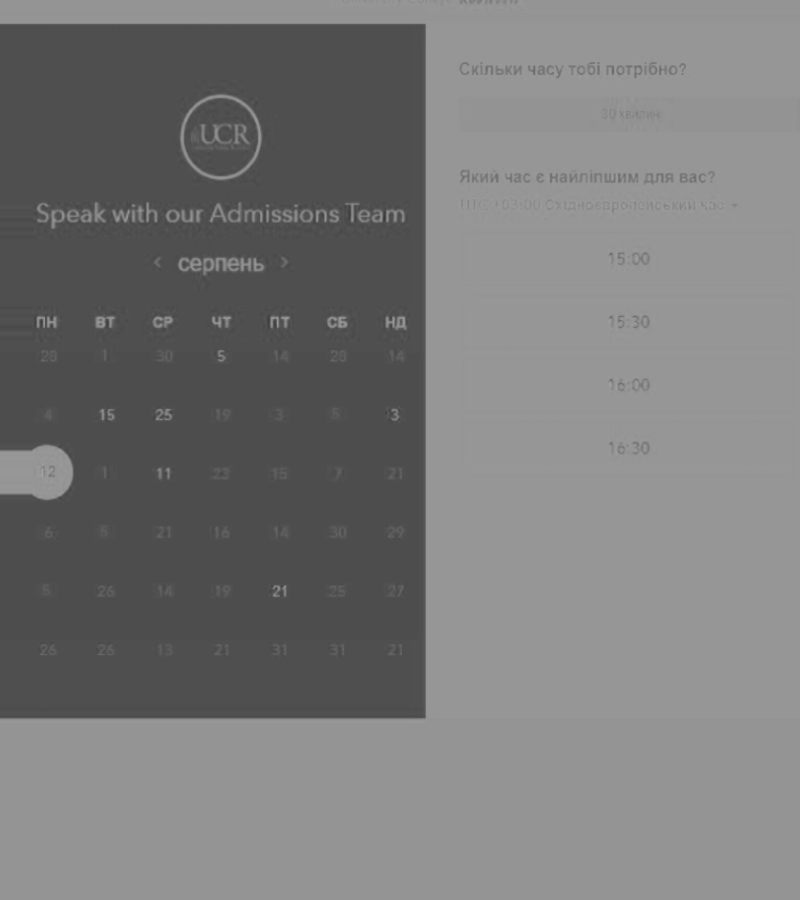 UCR
Speak with our Admissions Team
< серпень >
ПН ВТ СР ЧТ ПТ СБ НД
28 1 30 5 14 28 14
4 15 25 19 3 5 3
12 1 11 23 15 7 21
6 5 21 16 14 30 29
5 26 14 19 21 25 27
26 26 13 21 31 31 21
Скільки часу тобі потрібно?
30 хвилин
Який час є найліпшим для вас?
UTC +03:00 Східноєвропейський час
15:00
15:30
16:00
16:30